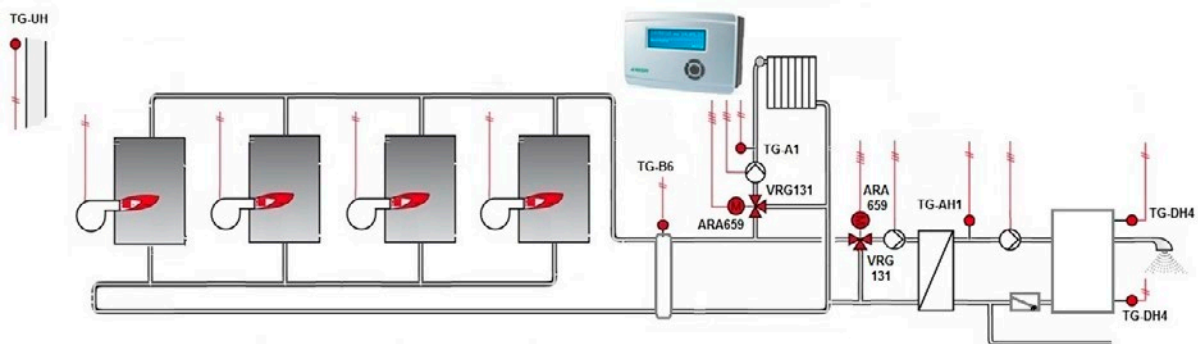 TG-UH
TG-A1
TG-B6
VRG131
ARA659
M
ARA
659
TG-AH1
TG-DH4
VRG
131
TG-DH4